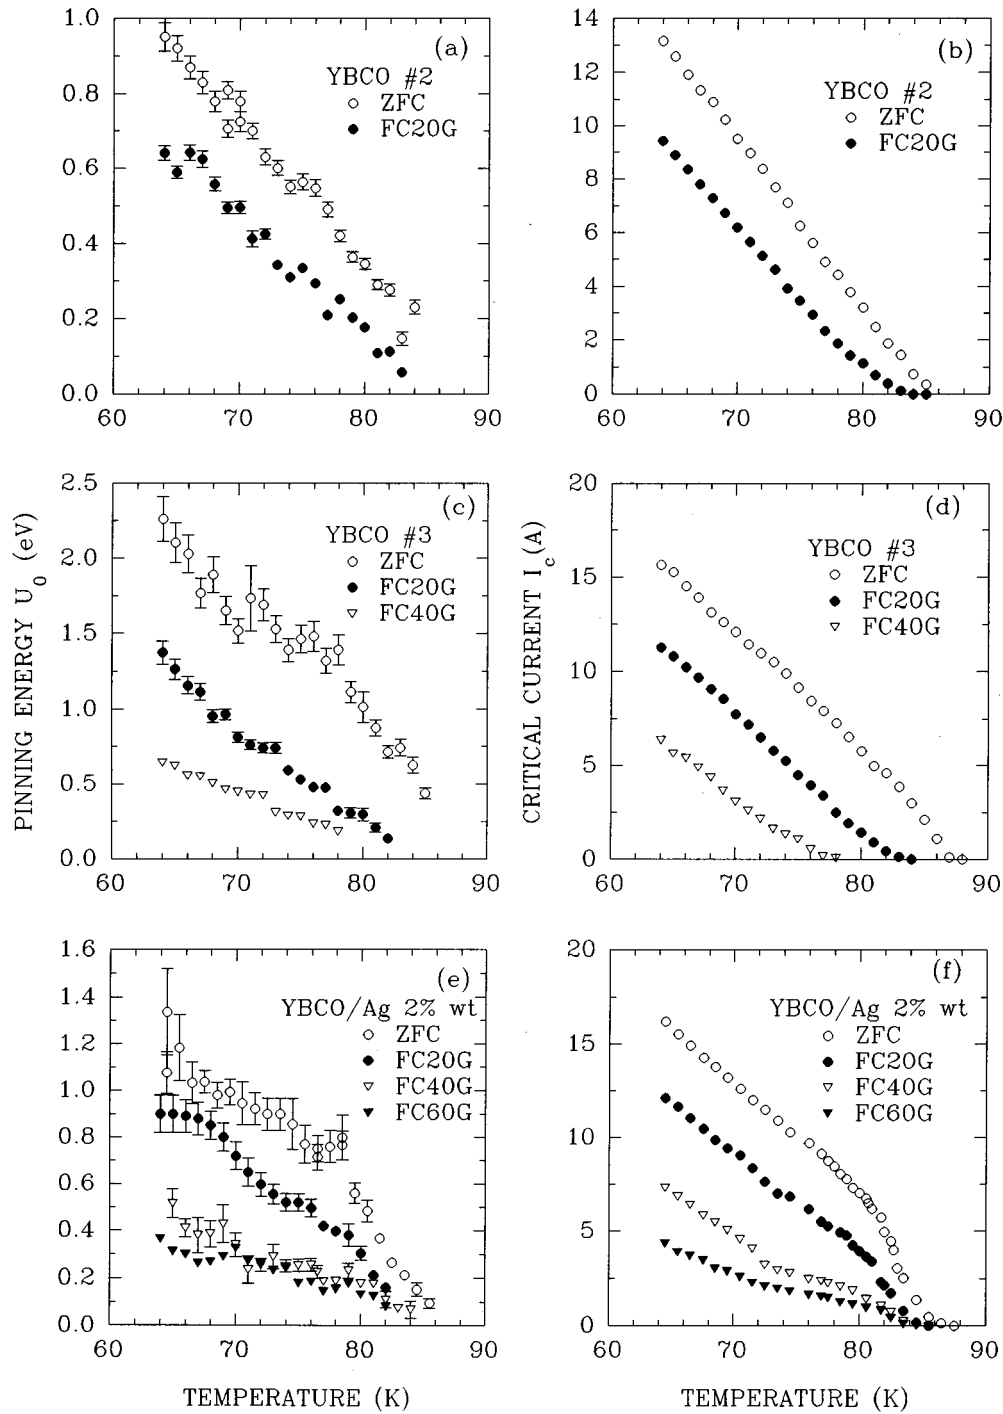 1.0
0.8
0.6
0.4
0.2
0.0
60
70
80
90
(a)
YBCO #2
ZFC
FC20G
14
12
10
8
6
4
2
0
60
70
80
90
(b)
YBCO #2
ZFC
FC20G
2.5
2.0
1.5
1.0
0.5
0.0
60
70
80
90
(c)
YBCO #3
ZFC
FC20G
FC40G
PINNING ENERGY U0 (eV)
20
15
10
5
0
60
70
80
90
(d)
YBCO #3
ZFC
FC20G
FC40G
CRITICAL CURRENT Ic(A)
1.6
1.4
1.2
1.0
0.8
0.6
0.4
0.2
0.0
60
70
80
90
(e)
YBCO/Ag 2% wt
ZFC
FC20G
FC40G
FC60G
TEMPERATURE (K)
20
15
10
5
0
60
70
80
90
(f)
YBCO/Ag 2% wt
ZFC
FC20G
FC40G
FC60G
TEMPERATURE (K)